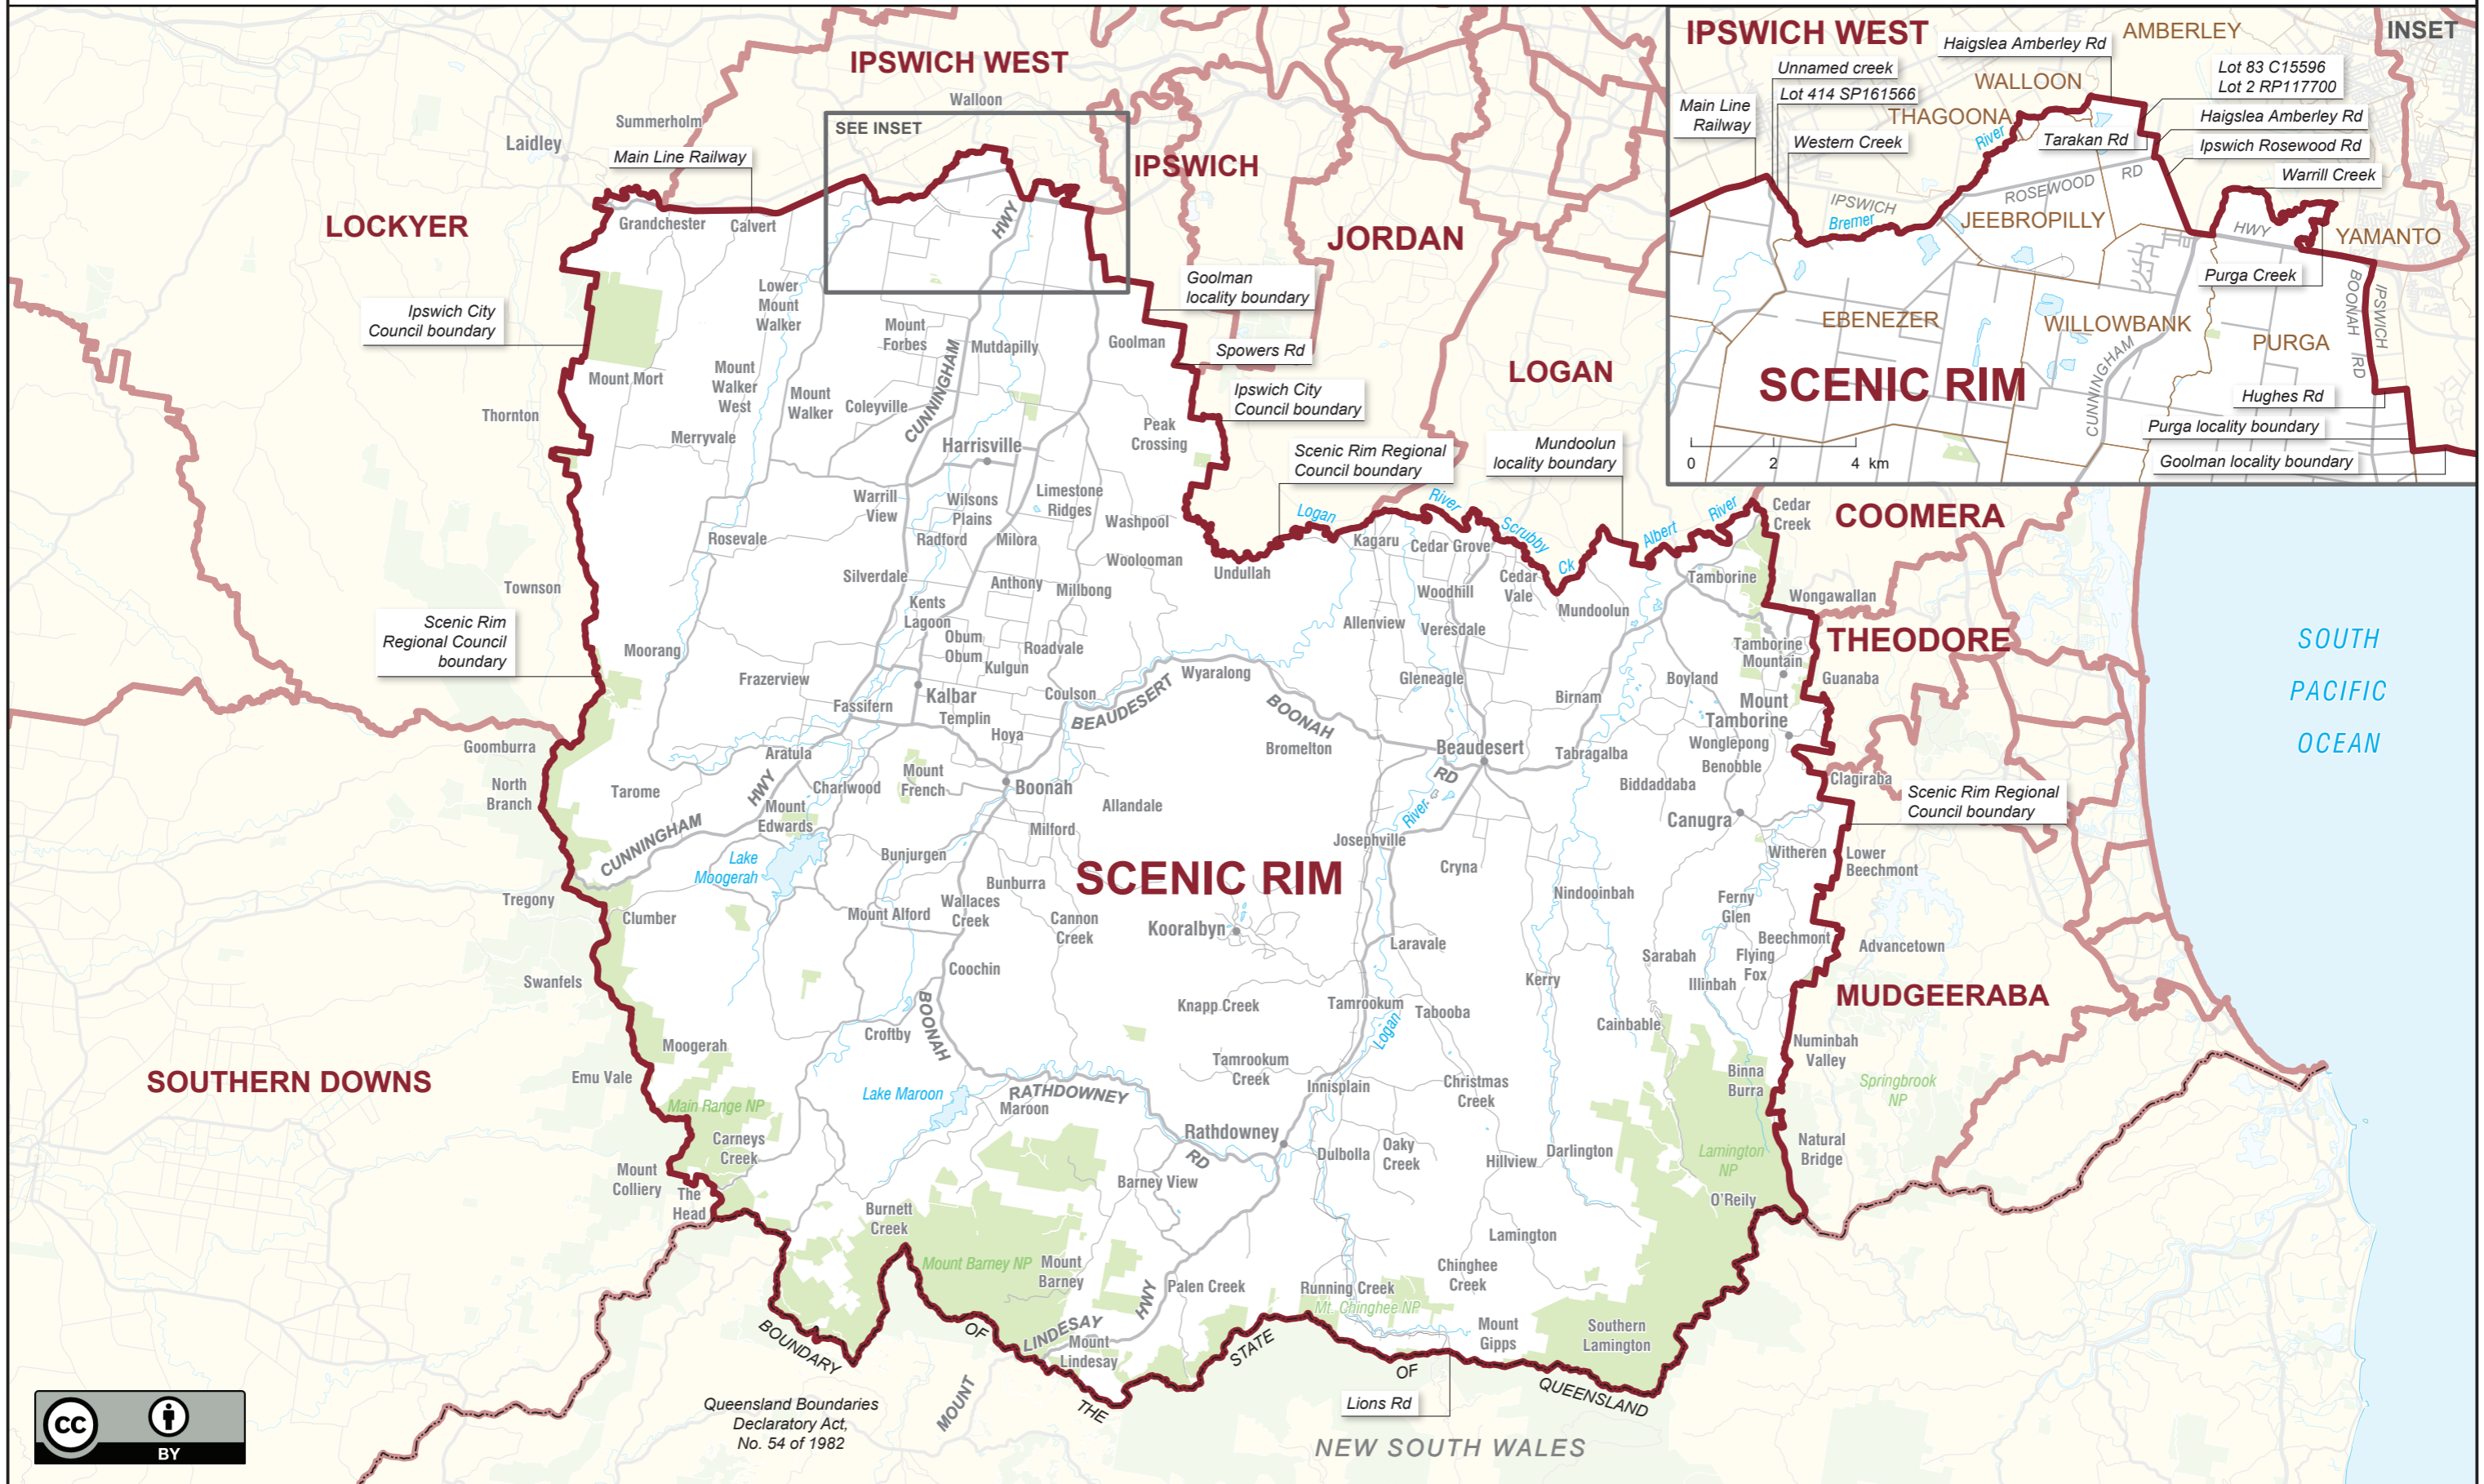 IPSWICH WEST
Walloon
SEE INSET
Summerholm
Laidley
Main Line Railway
IPSWICH
LOCKYER
Grandchester
Calvert
HWY
JORDAN
Ipswich City
Council boundary
Lower
Mount
Walker
Goolman
locality boundary
Mount
Forbes
Mutdapilly
Goolman
Spowers Rd
Mount Mort
Mount
Walker
West
Mount
Walker
Coleyville
CUNNINGHAM
LOGAN
Ipswich City
Council boundary
Thornton
Merryvale
Harrisville
Peak
Crossing
Scenic Rim Regional
Council boundary
Mundoolun
locality boundary
Warrill
View
Wilsons
Plains
Limestone
Ridges
Washpool
Logan
River
Scrubby
Ck
Albert
River
Cedar
Creek
COOMERA
Rosevale
Radford
Milora
Kagaru
Cedar Grove
Woolooman
Undullah
Silverdale
Anthony
Millbong
Woodhill
Cedar
Vale
Tamborine
Townson
Kents
Lagoon
Mundoolun
Wongawallan
Scenic Rim
Regional Council
boundary
Obum
Obum
Allenview
Veresdale
THEODORE
Moorang
Kulgun
Roadvale
Tamborine
Mountain
SOUTH
PACIFIC
OCEAN
Frazerview
Kalbar
Coulson
Wyaralong
Gleneagle
Boyland
Guanaba
Fassifern
Templin
BEAUDESERT
BOONAH
Birnam
Mount
Tamborine
Goomburra
Aratula
Hoya
Bromelton
Beaudesert
Tabragalba
Wonglepong
North
Branch
Tarome
HWY
Charlwood
Mount
French
Boonah
RD
Benobble
Biddaddaba
Clagiraba
Mount
Edwards
Allandale
River
Scenic Rim Regional
Council boundary
CUNNINGHAM
Milford
Josephville
Canugra
Lake
Moogerah
Bunjurgen
SCENIC RIM
Cryna
Witheren
Lower
Beechmont
Tregony
Clumber
Bunburra
Nindooinbah
Mount Alford
Wallaces
Creek
Cannon
Creek
Kooralbyn
Ferny
Glen
Laravale
Beechmont
Advancetown
Swanfels
Coochin
Sarabah
Flying
Fox
Kerry
Illinbah
MUDGEERABA
BOONAH
Knapp Creek
Tamrookum
Tabooba
Croftby
Logan
Cainbable
Moogerah
Tamrookum
Creek
Numinbah
Valley
SOUTHERN DOWNS
Emu Vale
Lake Maroon
RATHDOWNEY
Maroon
Innisplain
Christmas
Creek
Binna
Burra
Springbrook
NP
Main Range NP
Carneys
Creek
Rathdowney
RD
Dulbolla
Oaky
Creek
Hillview
Darlington
Lamington
NP
Natural
Bridge
Mount
Colliery
The
Head
Barney View
O'Reily
Burnett
Creek
Lamington
Mount Barney NP
Mount
Barney
Palen Creek
Running Creek
Chinghee
Creek
Mt. Chinghee NP
HWY
LINDESAY
Mount
Lindesay
Mount
Gipps
Southern
Lamington
BOUNDARY
OF
THE
STATE
OF
QUEENSLAND
MOUNT
Lions Rd
Queensland Boundaries
Declaratory Act,
No. 54 of 1982
NEW SOUTH WALES
CC
BY
IPSWICH WEST
INSET
Haigslea Amberley Rd
AMBERLEY
Unnamed creek
Lot 414 SP161566
WALLOON
Lot 83 C15596
Lot 2 RP117700
Main Line
Railway
THAGOONA
Haigslea Amberley Rd
Western Creek
River
Tarakan Rd
Ipswich Rosewood Rd
Warrill Creek
IPSWICH
ROSEWOOD
RD
Bremer
JEEBROPILLY
HWY
YAMANTO
Purga Creek
EBENEZER
WILLOWBANK
PURGA
BOONAH RD
IPSWICH
SCENIC RIM
CUNNINGHAM
Hughes Rd
Purga locality boundary
Goolman locality boundary
0
2
4 km